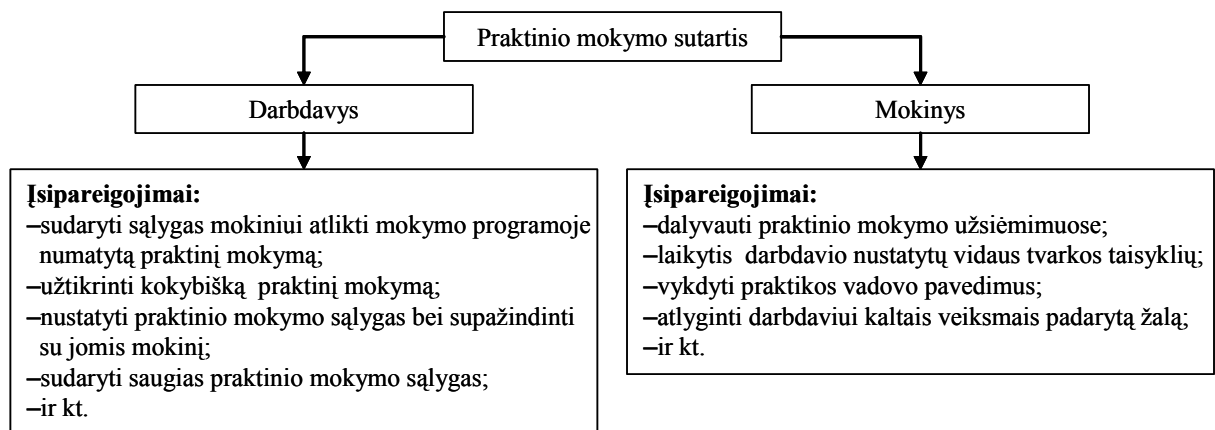 Praktinio mokymo sutartis
Darbdavys
Įsipareigojimai:
–sudaryti sąlygas mokiniui atlikti mokymo programoje
numatytą praktinį mokymą;
–užtikrinti kokybišką praktinį mokymą;
–nustatyti praktinio mokymo sąlygas bei supažindinti
su jomis mokinį;
–sudaryti saugias praktinio mokymo sąlygas;
–ir kt.
Mokinys
Įsipareigojimai:
–dalyvauti praktinio mokymo užsiėmimuose;
–laikytis darbdavio nustatytų vidaus tvarkos taisyklių;
–vykdyti praktikos vadovo pavedimus;
–atlyginti darbdaviui kaltais veiksmais padarytą žalą;
–ir kt.